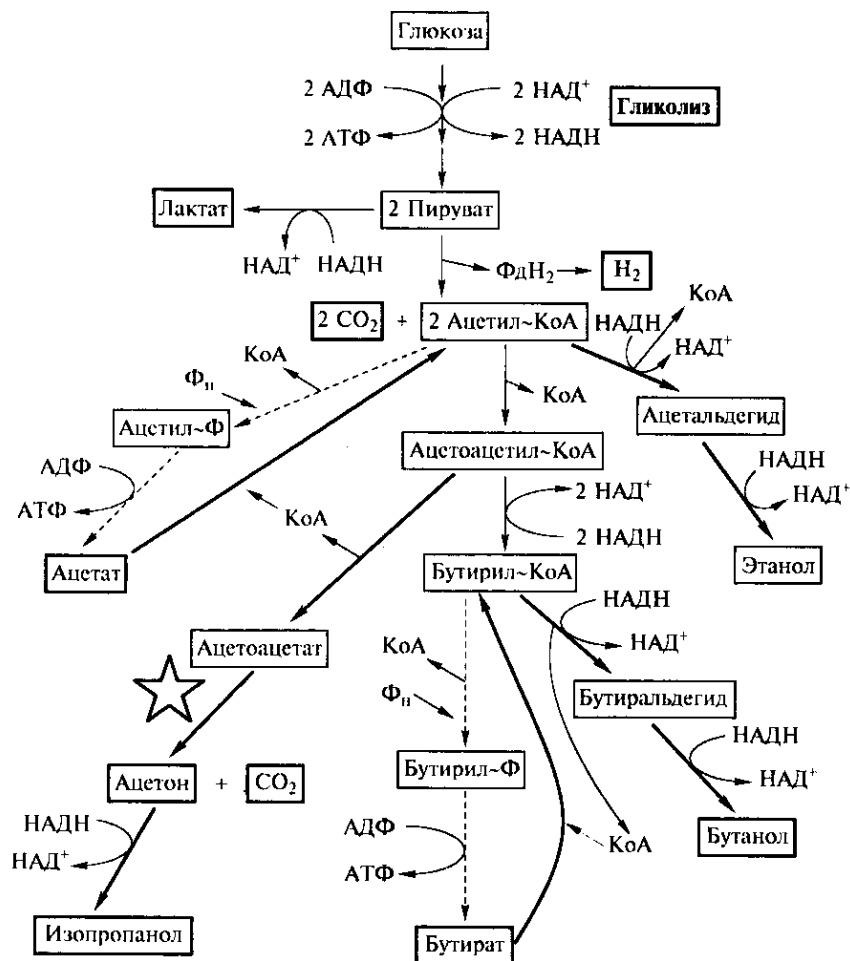 Глюкоза
2 АДФ 2 НАД⁺
Гликолиз
2 АТФ 2 НАДН
Лактат 2 Пируват
НАД⁺ НАДН
ФдН₂ H₂
КоА
2 CO₂ + 2 Ацетил~КоА НАДН
НАД⁺
КоА
Фн
КоА
Ацетил~Ф Ацетальдегид
Ацетоацетил~КоА
АДФ НАДН
2 НАД⁺ НАД⁺
АТФ КоА
2 НАДН
Ацетат Бутирил~КоА Этанол
НАДН
Ацетоацетат КоА НАД⁺
Фн Бутиральдегид
НАДН
Ацетон + CO₂ Бутирил~Ф НАД⁺
НАДН АДФ
КоА Бутанол
НАД⁺ АТФ
Изопропанол Бутират